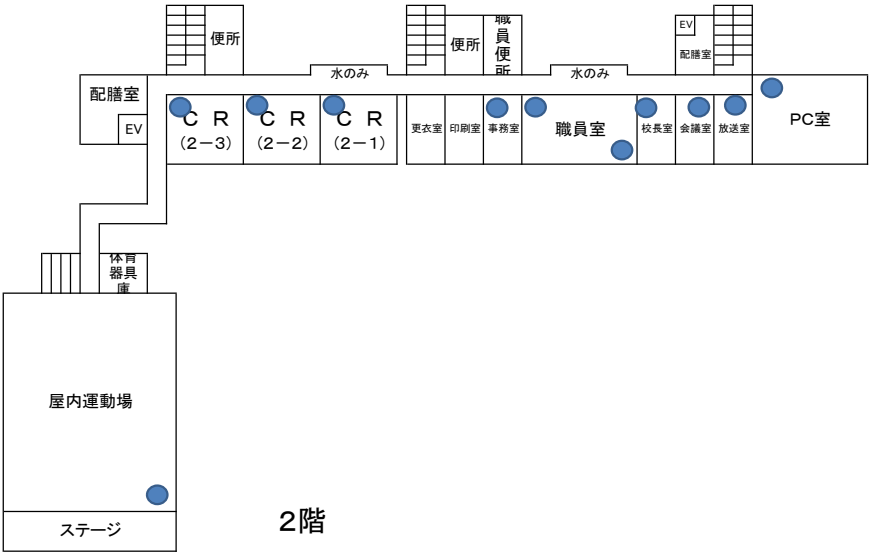 便所
便所
職員便所
EV
配膳室
水のみ
水のみ
配膳室
EV
C R
(2-3)
C R
(2-2)
C R
(2-1)
更衣室
印刷室
事務室
職員室
校長室
会議室
放送室
PC室
体育
器具
庫
屋内運動場
ステージ
2階